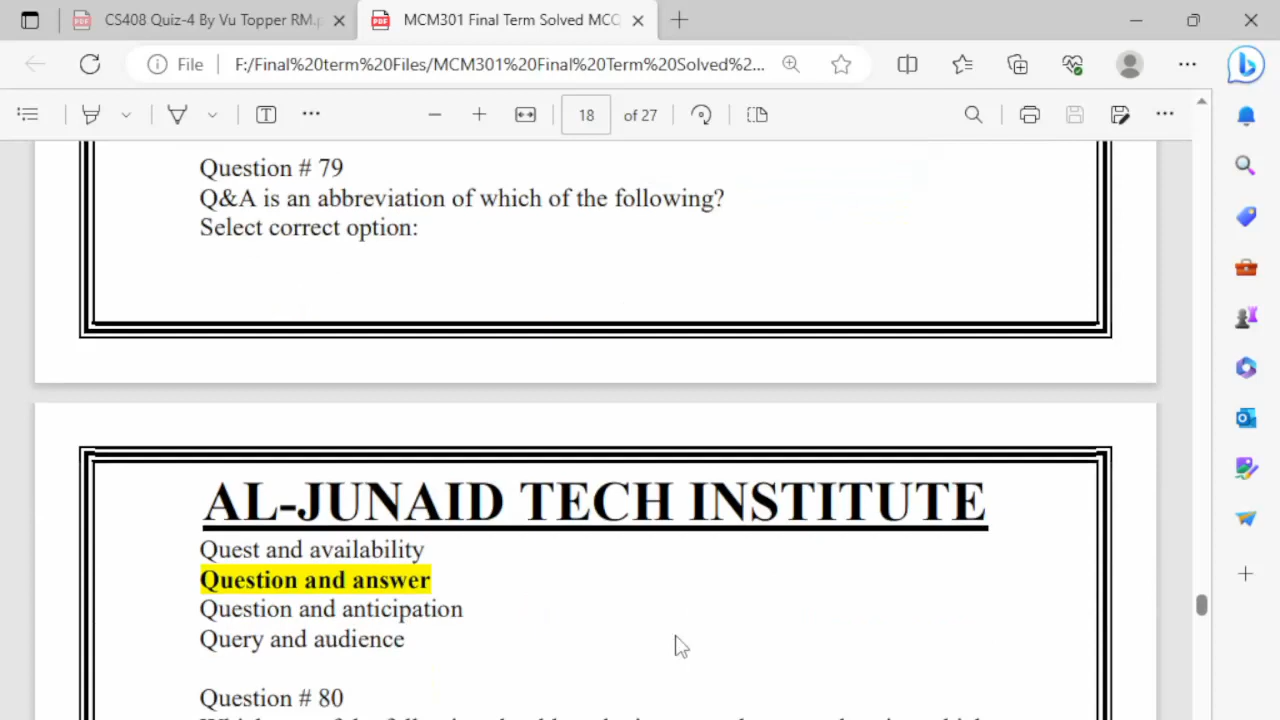 CS408 Quiz-4 By Vu Topper RM.p
MCM301 Final Term Solved MCQ
File
F:/Final%20term%20Files/MCM301%20Final%20Term%20Solved%2...
18 of 27
Question # 79
Q&A is an abbreviation of which of the following?
Select correct option:
AL-JUNAID TECH INSTITUTE
Quest and availability
Question and answer
Question and anticipation
Query and audience
Question # 80